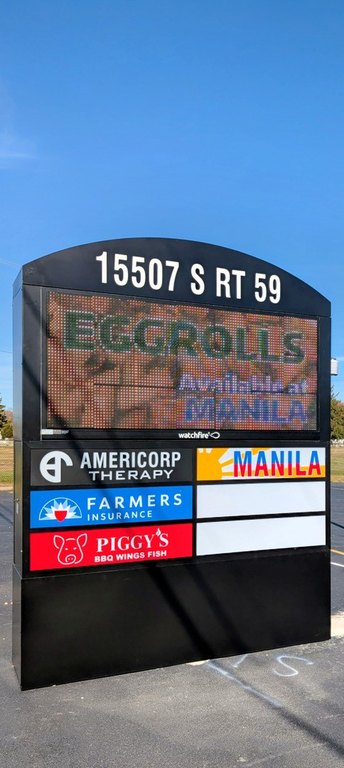 15507 S RT 59
EGGROLLS
Available at
MANILA
watchfire
AMERICORP
THERAPY
MANILA
FARMERS
INSURANCE
PIGGY'S
BBQ WINGS FISH